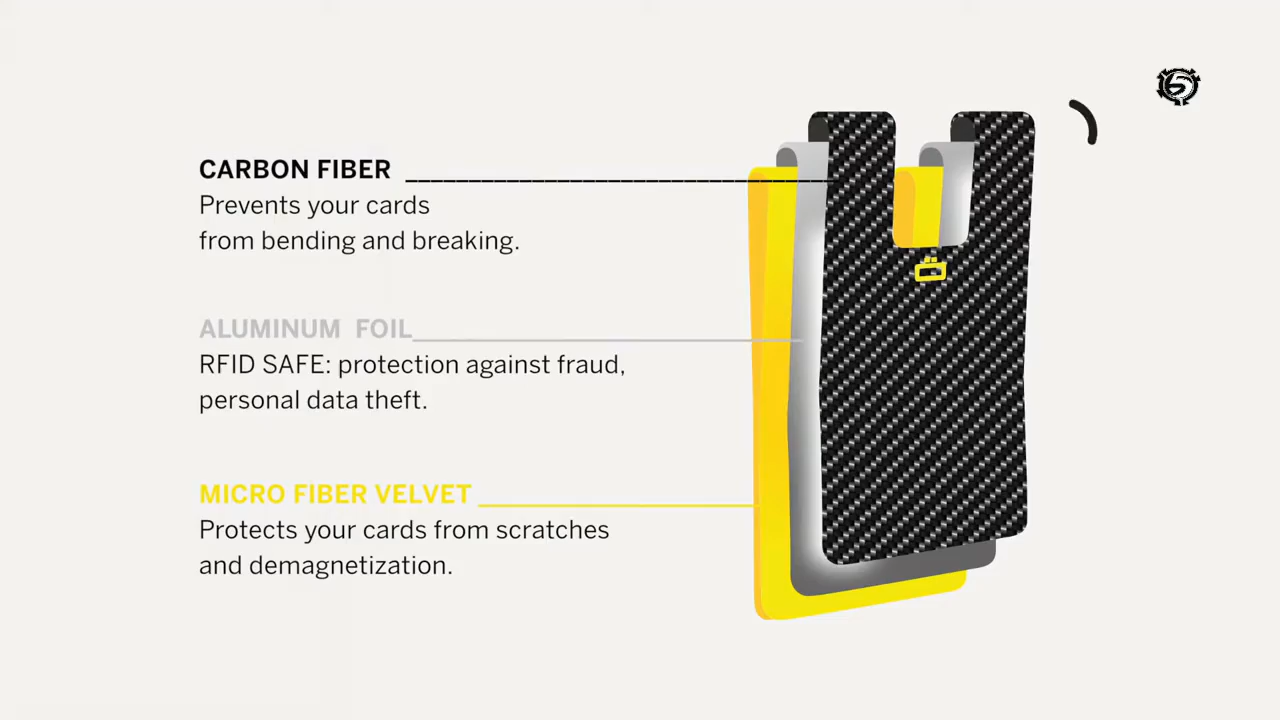 CARBON FIBER
Prevents your cards
from bending and breaking.
ALUMINUM FOIL
RFID SAFE: protection against fraud,
personal data theft.
MICRO FIBER VELVET
Protects your cards from scratches
and demagnetization.